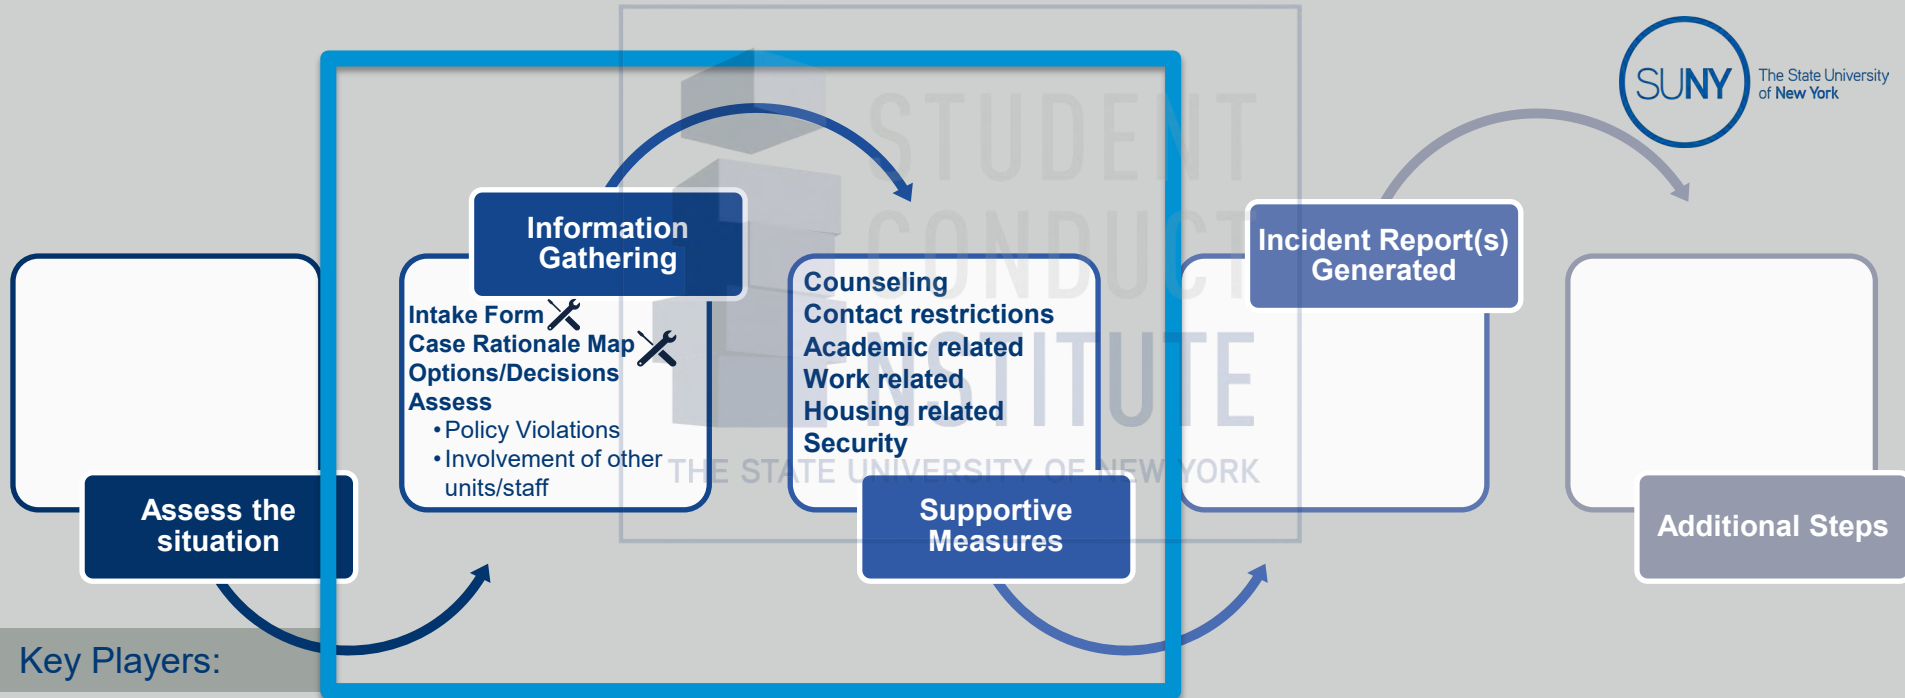 SUNY
The State University
of New York
STUDENT
CONDUCT
INSTITUTE
THE STATE UNIVERSITY OF NEW YORK
Assess the
situation
Information
Gathering
Intake Form
Case Rationale Map
Options/Decisions
Assess
•Policy Violations
•Involvement of other
units/staff
Counseling
Contact restrictions
Academic related
Work related
Housing related
Security
Supportive
Measures
Incident Report(s)
Generated
Additional Steps
Key Players: